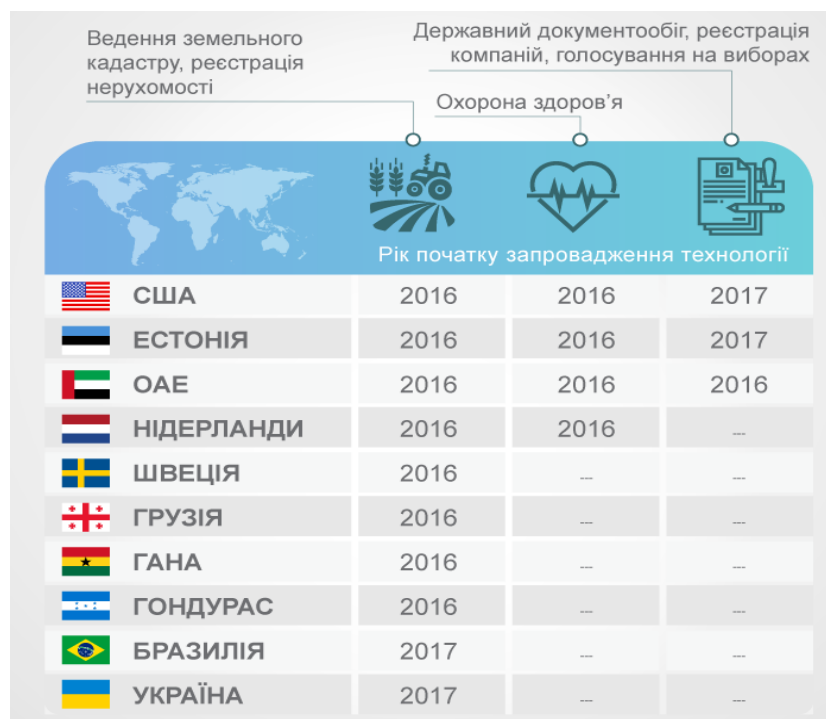 Ведення земельного
кадастру, реєстрація
нерухомості
Державний документообіг, реєстрація
компаній, голосування на виборах
Охорона здоров’я
Рік початку запровадження технології
США 2016 2016 2017
ЕСТОНІЯ 2016 2016 2017
ОАЕ 2016 2016 2016
НІДЕРЛАНДИ 2016 2016 ---
ШВЕЦІЯ 2016 --- ---
ГРУЗІЯ 2016 --- ---
ГАНА 2016 --- ---
ГОНДУРАС 2016 --- ---
БРАЗИЛІЯ 2017 --- ---
УКРАЇНА 2017 --- ---